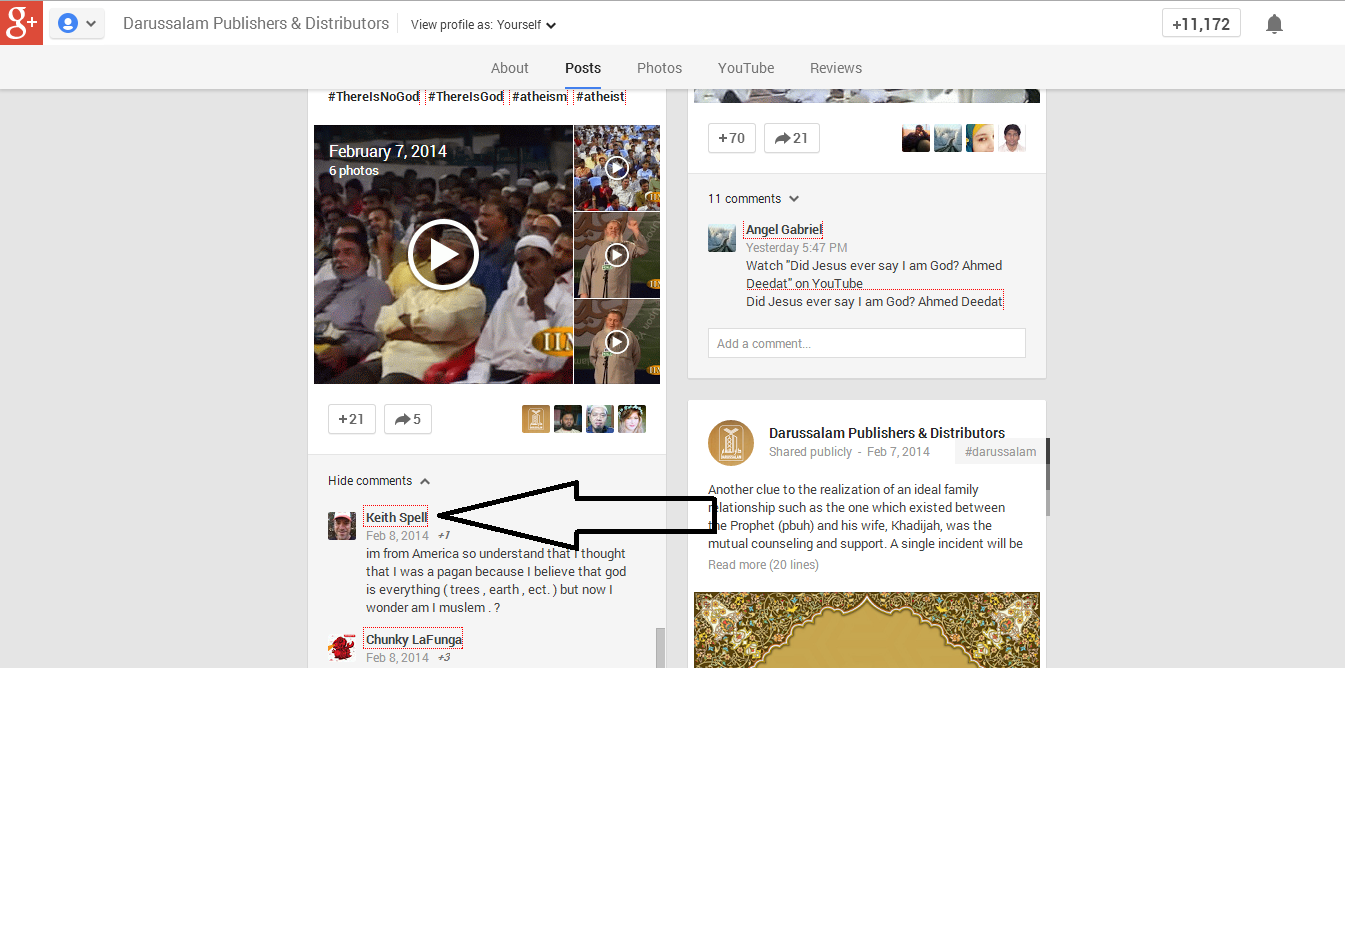 g+
Darussalam Publishers & Distributors
View profile as: Yourself
+11,172
About
Posts
Photos
YouTube
Reviews
#ThereIsNoGod #ThereIsGod #atheism #atheist
February 7, 2014
6 photos
+21
5
Hide comments
Keith Spell
Feb 8, 2014 +1
im from America so understand that I thought
that I was a pagan because I believe that god
is everything ( trees , earth , ect. ) but now I
wonder am I muslem . ?
Chunky LaFunga
Feb 8, 2014 +3
+70
21
11 comments
Angel Gabriel
Yesterday 5:47 PM
Watch "Did Jesus ever say I am God? Ahmed
Deedat" on YouTube
Did Jesus ever say I am God? Ahmed Deedat
Add a comment...
Darussalam Publishers & Distributors
Shared publicly - Feb 7, 2014
#darussalam
Another clue to the realization of an ideal family
relationship such as the one which existed between
the Prophet (pbuh) and his wife, Khadijah, was the
mutual counseling and support. A single incident will be
Read more (20 lines)